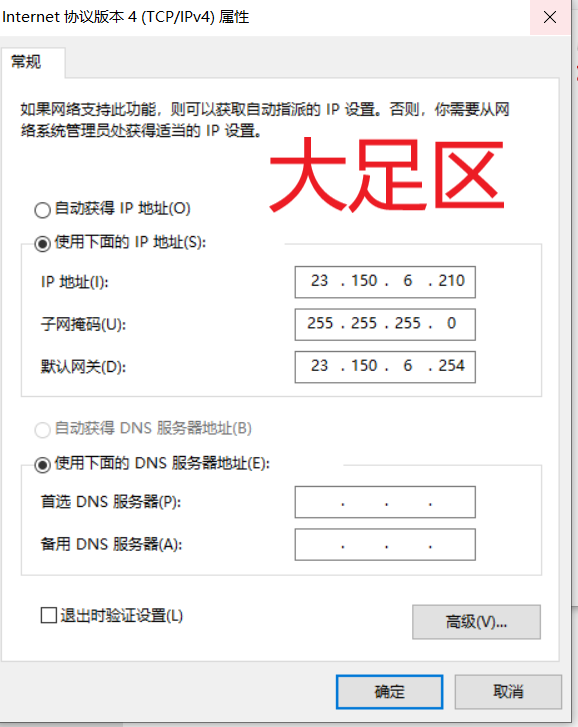 Internet 协议版本 4 (TCP/IPv4) 属性
常规
如果网络支持此功能，则可以获取自动指派的 IP 设置。否则，你需要从网
络系统管理员处获得适当的 IP 设置。
大足区
自动获得 IP 地址(O)
使用下面的 IP 地址(S):
IP 地址(I): 23 . 150 . 6 . 210
子网掩码(U): 255 . 255 . 255 . 0
默认网关(D): 23 . 150 . 6 . 254
自动获得 DNS 服务器地址(B)
使用下面的 DNS 服务器地址(E):
首选 DNS 服务器(P): . . .
备用 DNS 服务器(A): . . .
退出时验证设置(L)
高级(V)...
确定 取消